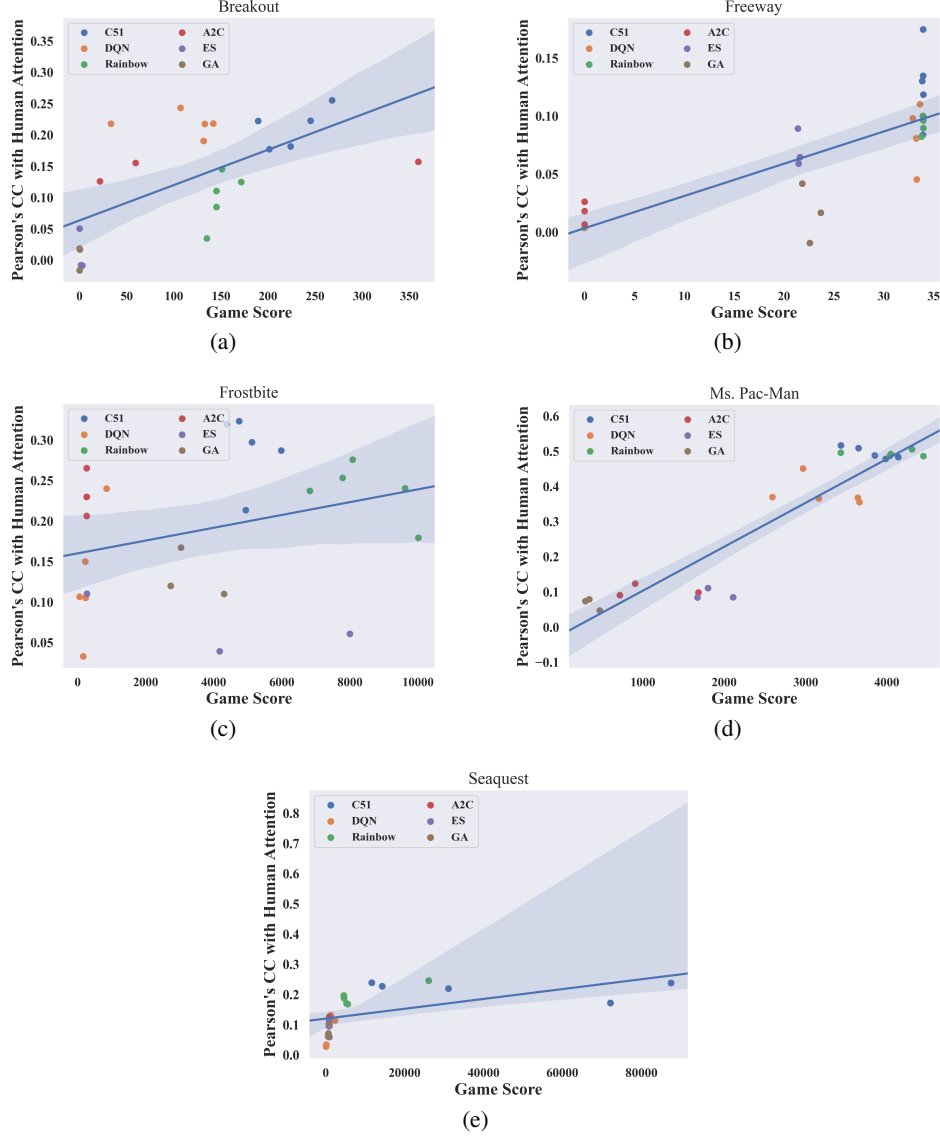 Breakout
Pearson's CC with Human Attention
0.35
0.30
0.25
0.20
0.15
0.10
0.05
0.00
C51
DQN
Rainbow
A2C
ES
GA
0 50 100 150 200 250 300 350
Game Score
(a)
Freeway
Pearson's CC with Human Attention
0.15
0.10
0.05
0.00
C51
DQN
Rainbow
A2C
ES
GA
0 5 10 15 20 25 30 35
Game Score
(b)
Frostbite
Pearson's CC with Human Attention
0.30
0.25
0.20
0.15
0.10
0.05
C51
DQN
Rainbow
A2C
ES
GA
0 2000 4000 6000 8000 10000
Game Score
(c)
Ms. Pac-Man
Pearson's CC with Human Attention
0.6
0.5
0.4
0.3
0.2
0.1
0.0
−0.1
C51
DQN
Rainbow
A2C
ES
GA
1000 2000 3000 4000
Game Score
(d)
Seaquest
Pearson's CC with Human Attention
0.8
0.7
0.6
0.5
0.4
0.3
0.2
0.1
0.0
C51
DQN
Rainbow
A2C
ES
GA
0 20000 40000 60000 80000
Game Score
(e)